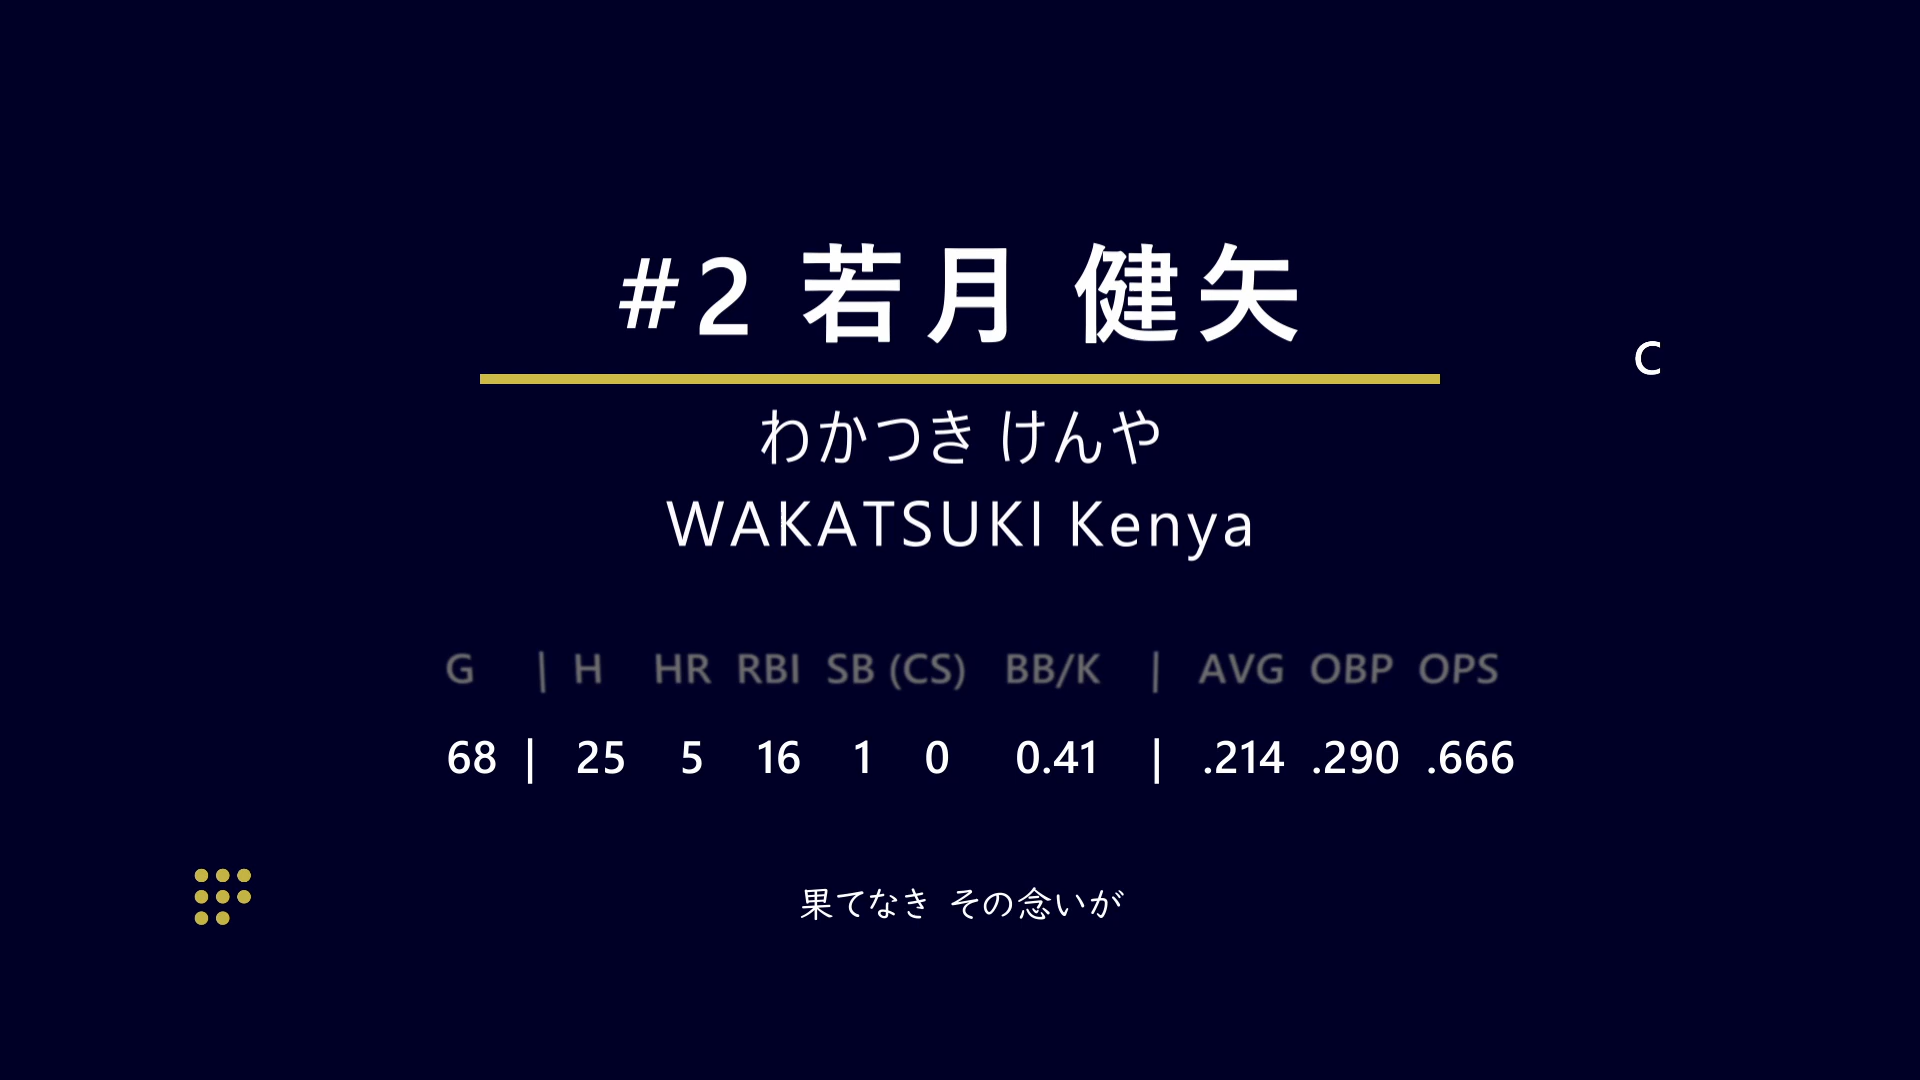 #2 若月 健矢
C
わかつき けんや
WAKATSUKI Kenya
G | H HR RBI SB (CS) BB/K | AVG OBP OPS
68 | 25 5 16 1 0 0.41 | .214 .290 .666
果てなき その念いが